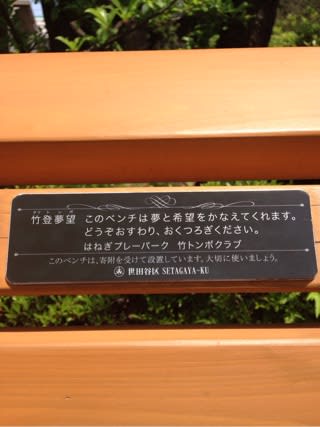 竹登夢望 このベンチは夢と希望をかなえてくれます。
どうぞおすわり、おくつろぎください。
はねぎプレーパーク 竹トンボクラブ
このベンチは、寄附を受けて設置しています。大切に使いましょう。
世田谷区 SETAGAYA-KU